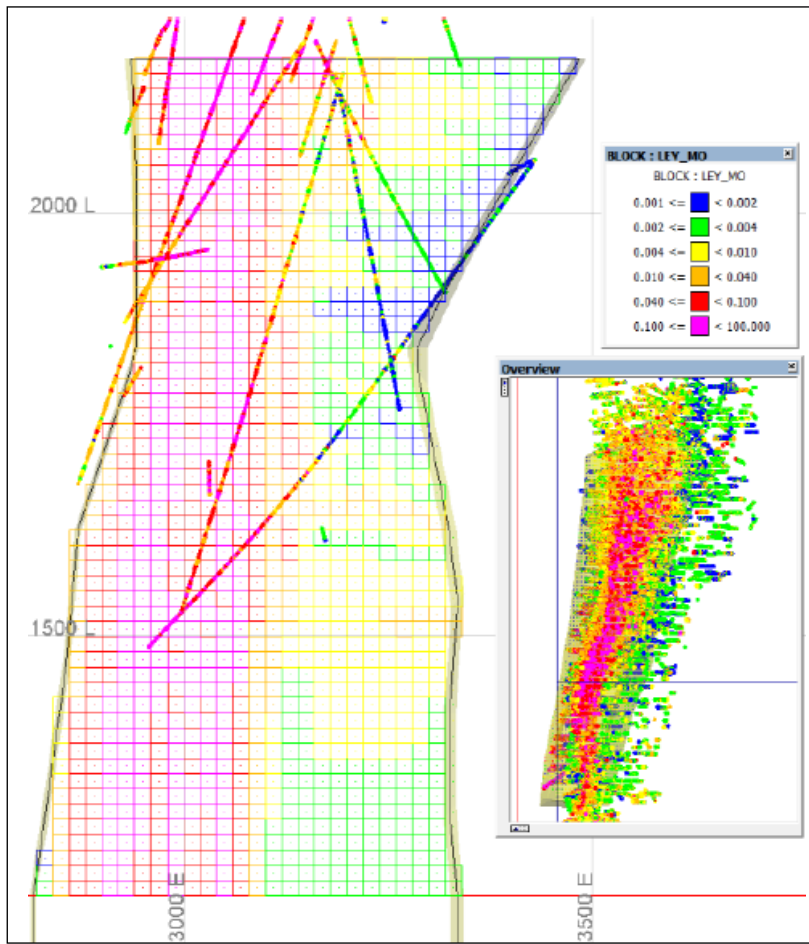 2000 L
BLOCK : LEY_MO
BLOCK : LEY_MO
0.001 <= < 0.002
0.002 <= < 0.004
0.004 <= < 0.010
0.010 <= < 0.040
0.040 <= < 0.100
0.100 <= < 100.000
Overview
1500 L
3000 E
3500 E